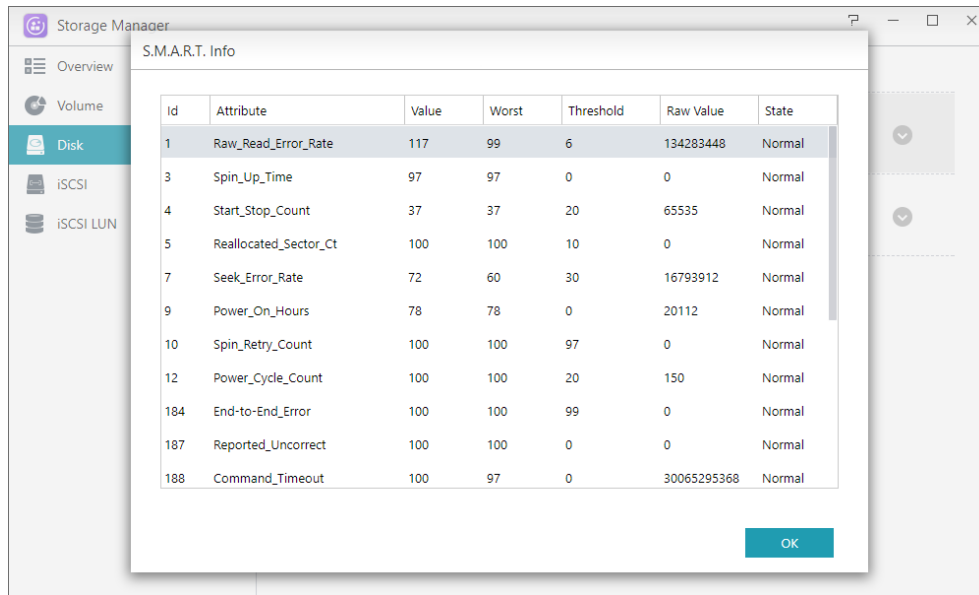 Storage Manager
?
S.M.A.R.T. Info
Overview
Volume
Disk
iSCSI
iSCSI LUN
Id Attribute Value Worst Threshold Raw Value State
1 Raw_Read_Error_Rate 117 99 6 134283448 Normal
3 Spin_Up_Time 97 97 0 0 Normal
4 Start_Stop_Count 37 37 20 65535 Normal
5 Reallocated_Sector_Ct 100 100 10 0 Normal
7 Seek_Error_Rate 72 60 30 16793912 Normal
9 Power_On_Hours 78 78 0 20112 Normal
10 Spin_Retry_Count 100 100 97 0 Normal
12 Power_Cycle_Count 100 100 20 150 Normal
184 End-to-End_Error 100 100 99 0 Normal
187 Reported_Uncorrect 100 100 0 0 Normal
188 Command_Timeout 100 97 0 30065295368 Normal
OK